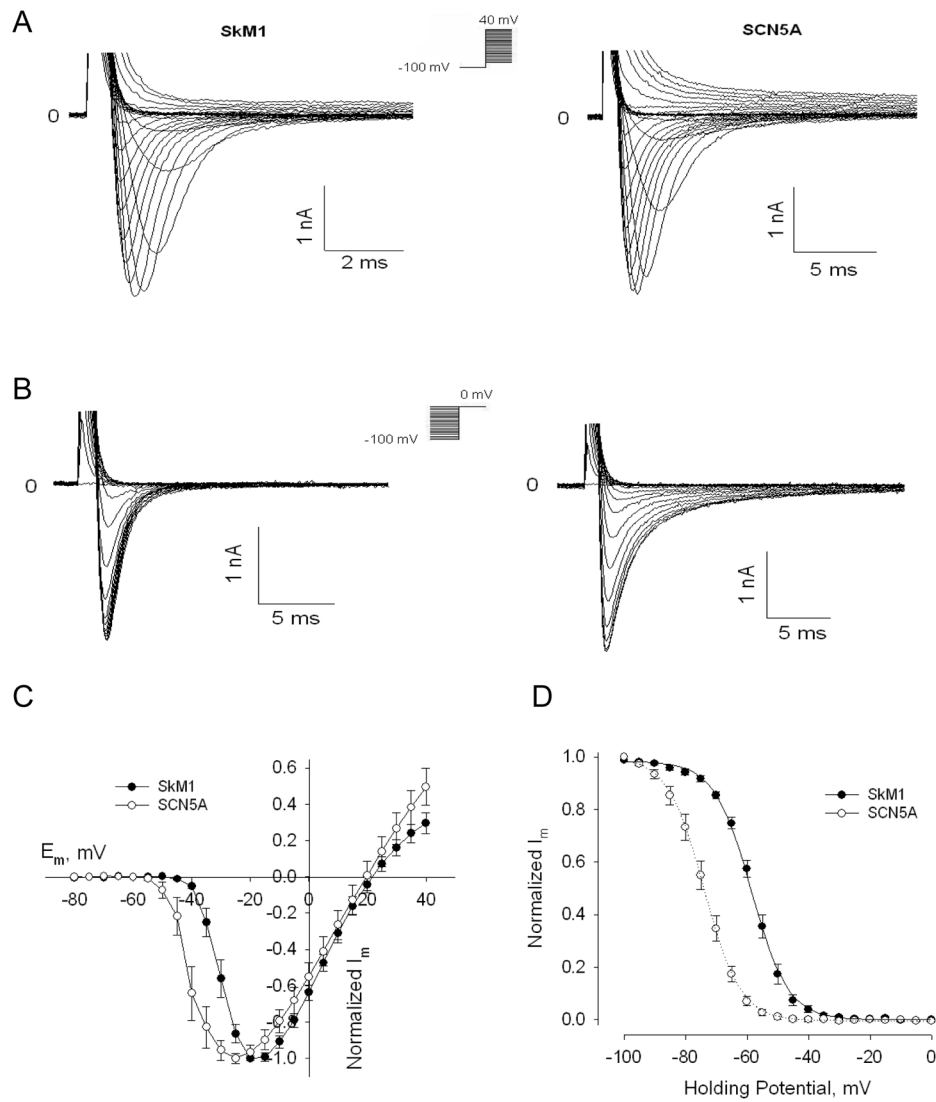 A
SkM1
40 mV
-100 mV
SCN5A
0
1 nA
2 ms
0
1 nA
5 ms
B
0 mV
-100 mV
0
1 nA
5 ms
0
1 nA
5 ms
C
SkM1
SCN5A
Em, mV
0.6
0.4
0.2
0.0
-0.2
-0.4
-0.6
-0.8
-1.0
-80 -60 -40 -20 0 20 40
Normalized Im
D
SkM1
SCN5A
Normalized Im
1.0
0.8
0.6
0.4
0.2
0.0
-100 -80 -60 -40 -20 0
Holding Potential, mV